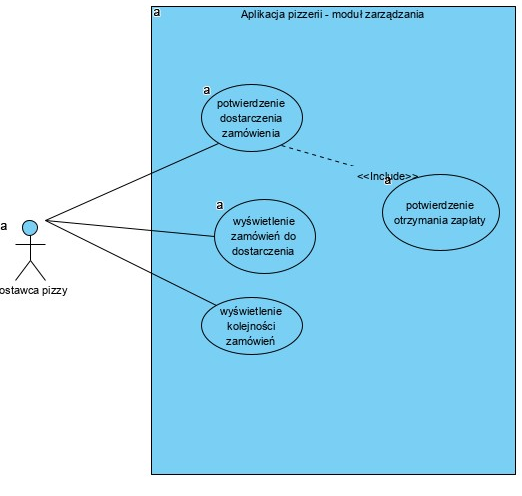 a
Aplikacja pizzerii - moduł zarządzania
a
potwierdzenie
dostarczenia
zamówienia
<<Include>>
a
potwierdzenie
otrzymania zapłaty
a
wyświetlenie
zamówień do
dostarczenia
a
ostawca pizzy
wyświetlenie
kolejności
zamówień